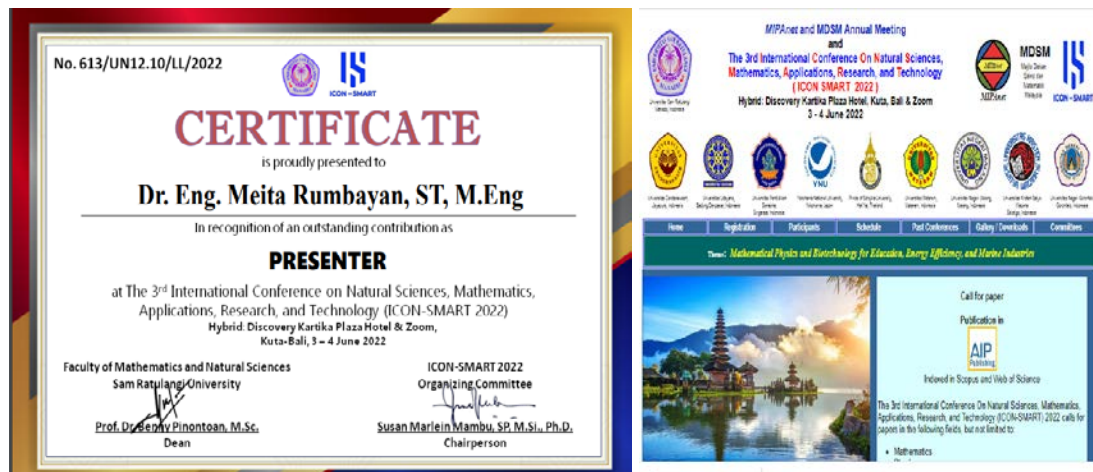 No. 613/UN12.10/LL/2022
ICON-SMART
CERTIFICATE
is proudly presented to
Dr. Eng. Meita Rumbayan, ST, M.Eng
In recognition of an outstanding contribution as
PRESENTER
at The 3rd International Conference on Natural Sciences, Mathematics,
Applications, Research, and Technology (ICON-SMART 2022)
Hybrid: Discovery Kartika Plaza Hotel & Zoom,
Kuta-Bali, 3 – 4 June 2022
Faculty of Mathematics and Natural Sciences
Sam Ratulangi University
Prof. Dr. Benny Pinontoan, M.Sc.
Dean
ICON-SMART 2022
Organizing Committee
Susan Marlein Mambu, SP, M.Si., Ph.D.
Chairperson
MIPAnet and MDSM Annual Meeting
and
The 3rd International Conference On Natural Sciences,
Mathematics, Applications, Research, and Technology
( ICON SMART 2022 )
Hybrid: Discovery Kartika Plaza Hotel, Kuta, Bali & Zoom
3 - 4 June 2022
MIPAnet
MDSM
ICON-SMART
YNU
Home
Registration
Participants
Schedule
Past Conferences
Gallery / Downloads
Committees
Theme: Mathematical Physics and Biotechnology for Education, Energy Efficiency, and Marine Industries
Call for paper
Publication in
AIP
Publishing
Indexed in Scopus and Web of Science
The 3rd International Conference On Natural Sciences, Mathematics,
Applications, Research, and Technology (ICON-SMART) 2022 calls for
papers in the following fields, but not limited to:
• Mathematics